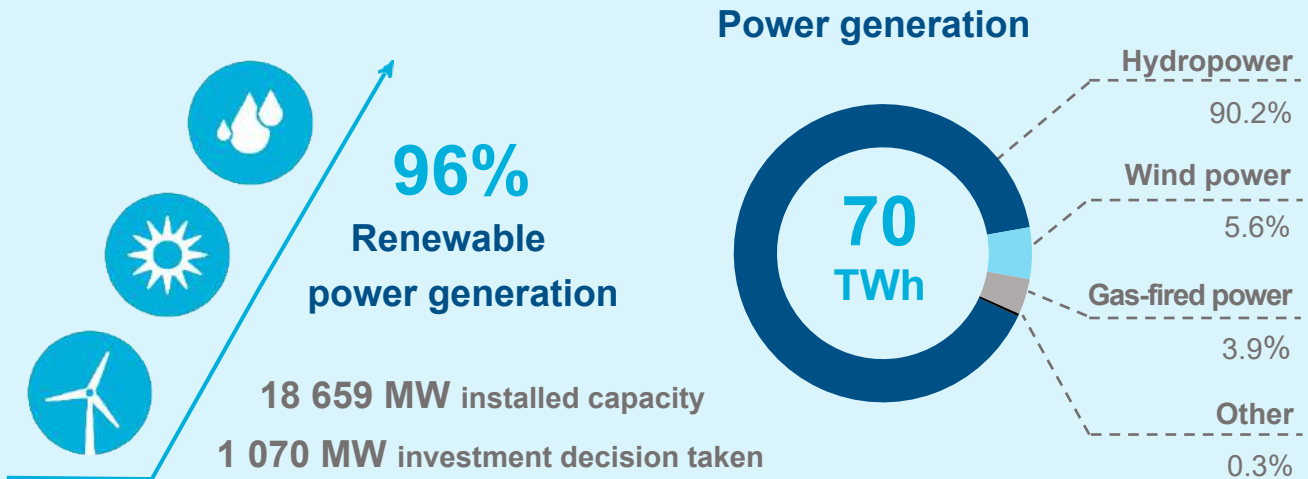 Power generation
96%
Renewable
power generation
18 659 MW installed capacity
1 070 MW investment decision taken
70
TWh
Hydropower
90.2%
Wind power
5.6%
Gas-fired power
3.9%
Other
0.3%